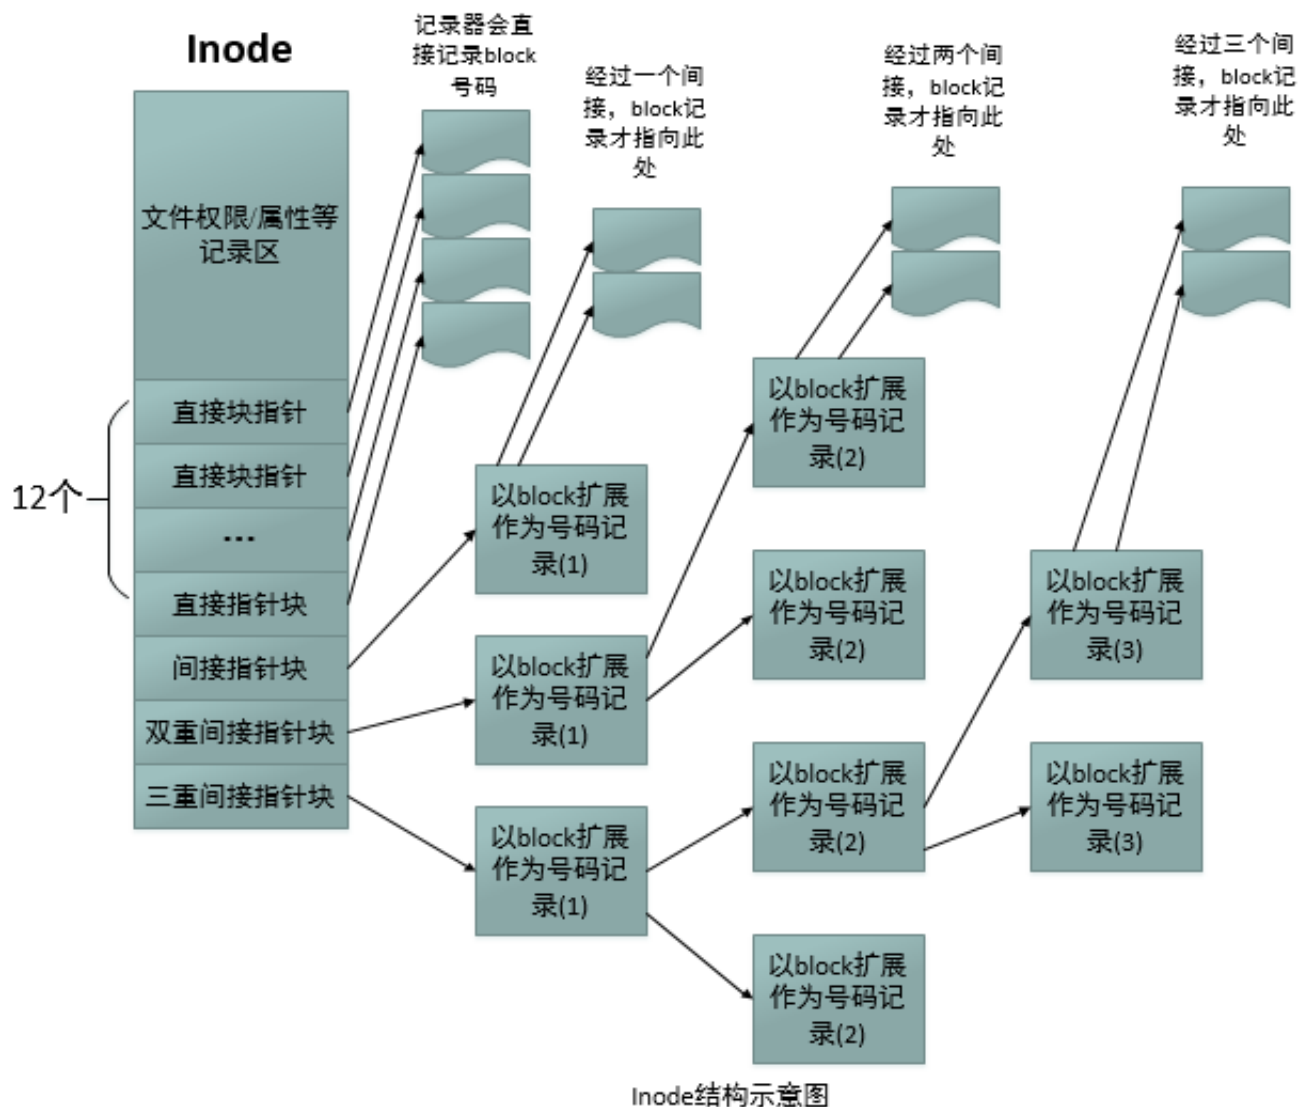 Inode
记录器会直
接记录block
号码
经过一个间
接，block记
录才指向此
处
经过两个间
接，block记
录才指向此
处
经过三个间
接，block记
录才指向此
处
文件权限/属性等
记录区
12个
直接块指针
直接块指针
...
直接指针块
间接指针块
双重间接指针块
三重间接指针块
以block扩展
作为号码记
录(1)
以block扩展
作为号码记
录(1)
以block扩展
作为号码记
录(1)
以block扩展
作为号码记
录(2)
以block扩展
作为号码记
录(2)
以block扩展
作为号码记
录(2)
以block扩展
作为号码记
录(2)
以block扩展
作为号码记
录(3)
以block扩展
作为号码记
录(3)
Inode结构示意图